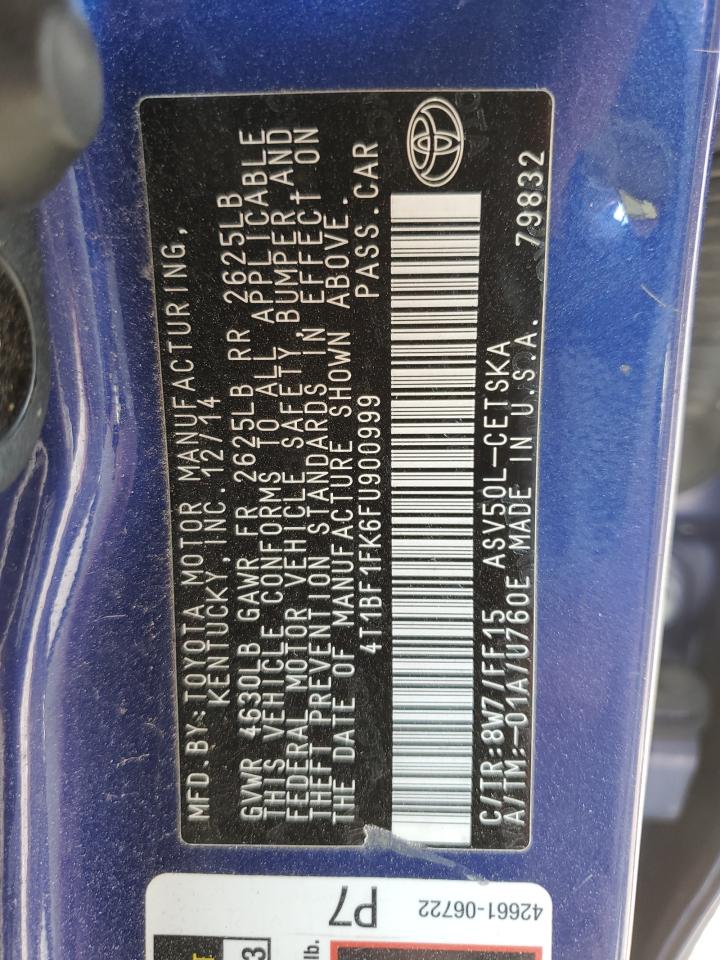 MFD.BY: TOYOTA MOTOR MANUFACTURING,
KENTUCKY, INC. 12/14
GVWR 4630LB GAWR FR 2625LB RR 2625LB
THIS VEHICLE CONFORMS TO ALL APPLICABLE
FEDERAL MOTOR VEHICLE SAFETY, BUMPER, AND
THEFT PREVENTION STANDARDS IN EFFECT ON
THE DATE OF MANUFACTURE SHOWN ABOVE.
4T1BF1FK6FU900999 PASS.CAR
C/TR:8W7/FF15 ASV50L-CETSKA
A/TM:-01A/U760E MADE IN U.S.A. 79832
P7
42661-06722
3
lb.